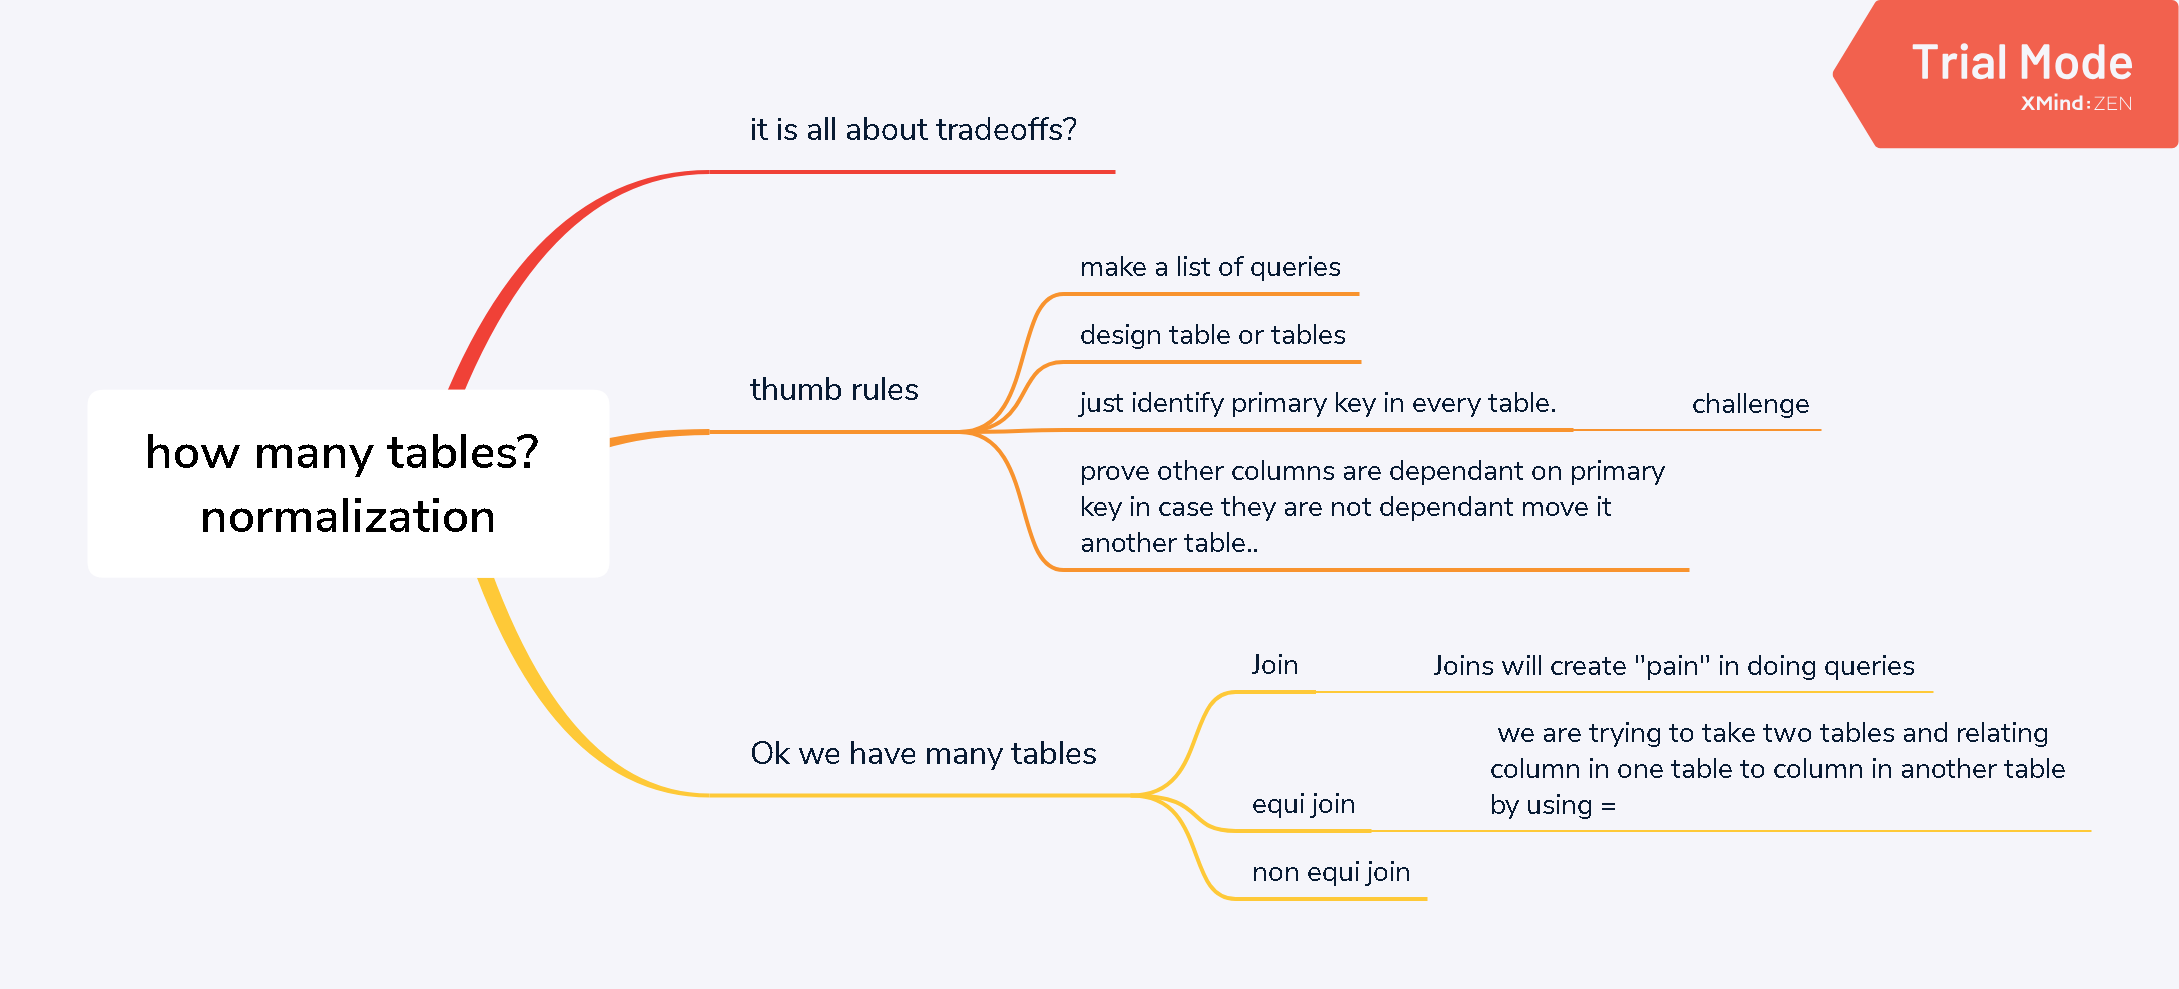 Trial Mode
XMind:ZEN
it is all about tradeoffs?
make a list of queries
design table or tables
thumb rules
just identify primary key in every table.
challenge
how many tables?
normalization
prove other columns are dependant on primary
key in case they are not dependant move it
another table..
Join
Joins will create "pain" in doing queries
Ok we have many tables
we are trying to take two tables and relating
column in one table to column in another table
by using =
equi join
non equi join